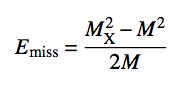 E_miss = (M_X^2 − M^2) / (2M)